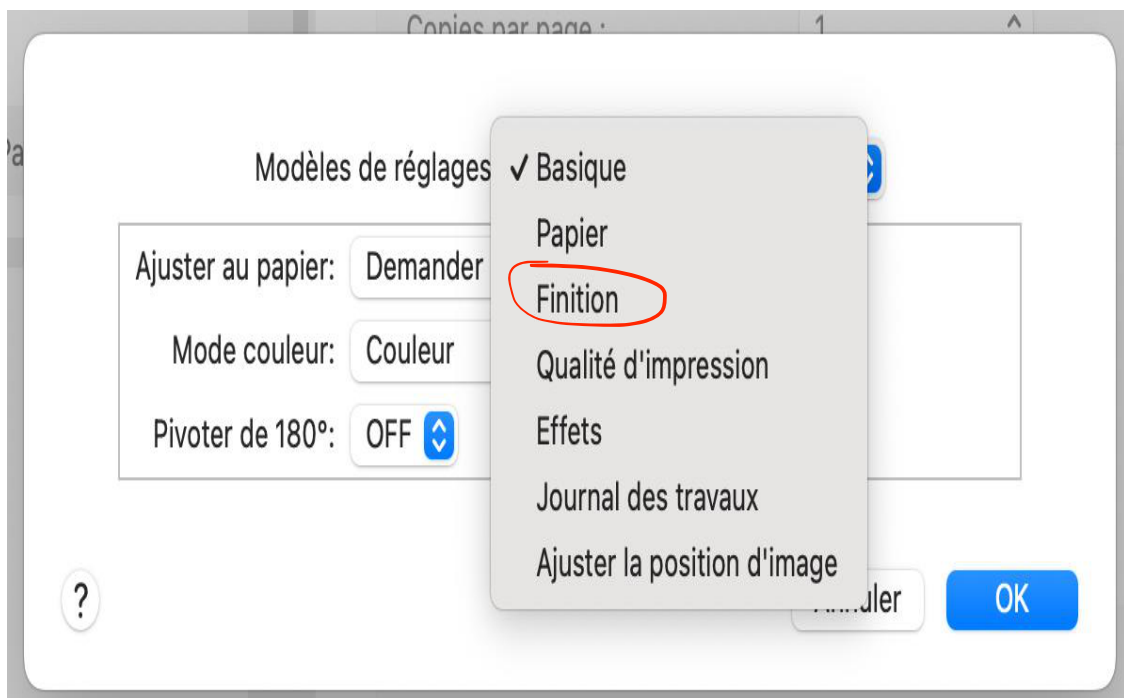 Copies par page : 1
Modèles de réglages ✓ Basique
Papier
Ajuster au papier: Demander
Finition
Mode couleur: Couleur
Qualité d'impression
Pivoter de 180°: OFF
Effets
Journal des travaux
Ajuster la position d'image
? OK